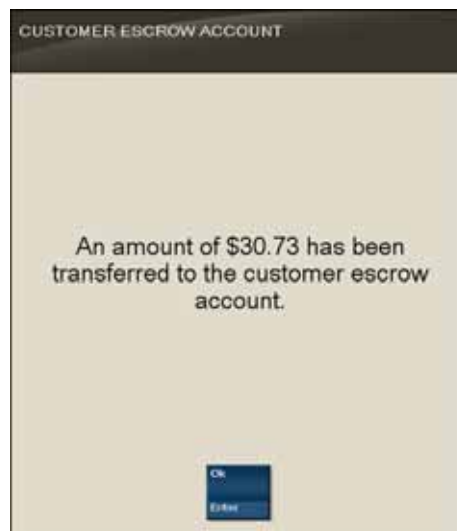 CUSTOMER ESCROW ACCOUNT
An amount of $30.73 has been
transferred to the customer escrow
account.
Ok
Enter